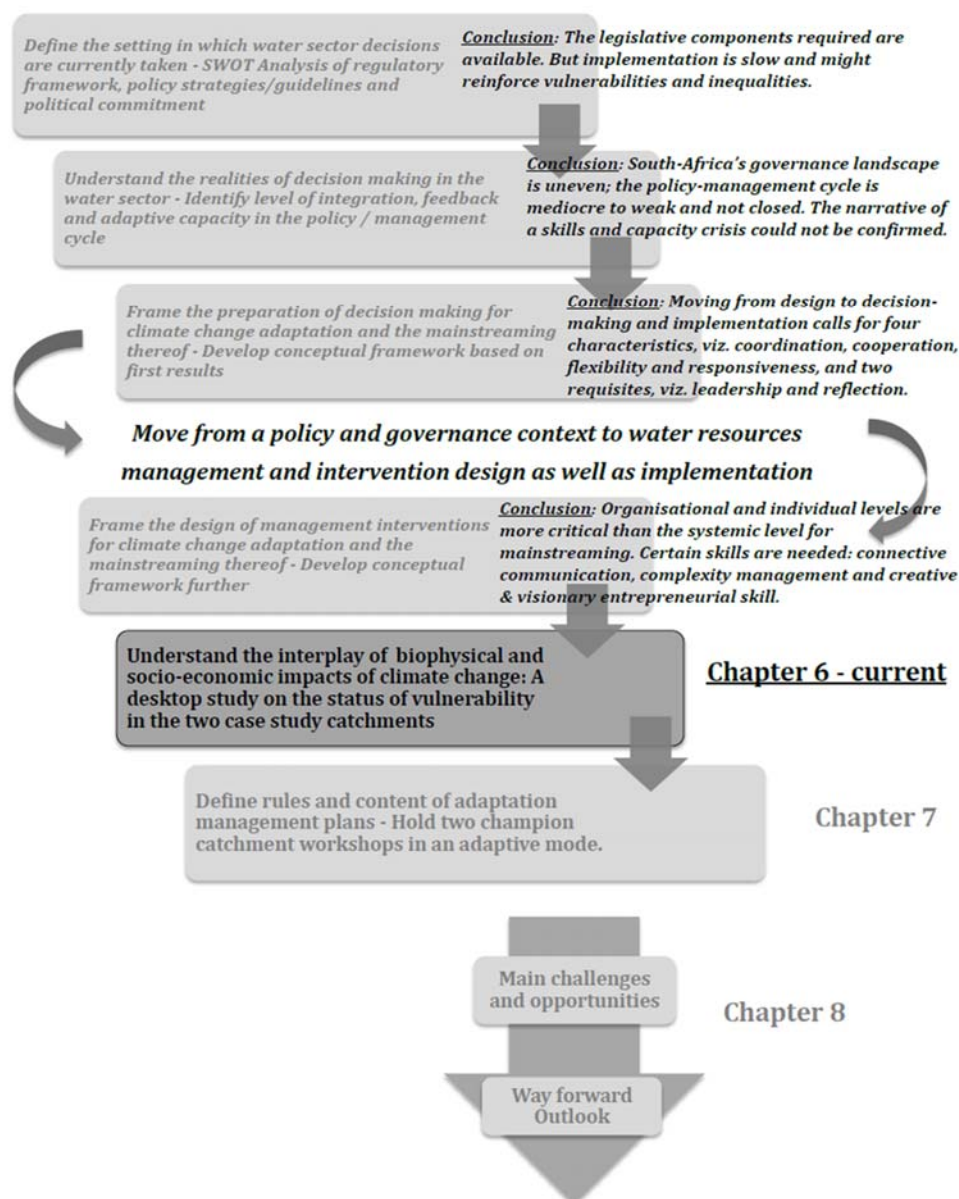 Define the setting in which water sector decisions
are currently taken - SWOT Analysis of regulatory
framework, policy strategies/guidelines and
political commitment
Conclusion: The legislative components required are
available. But implementation is slow and might
reinforce vulnerabilities and inequalities.
Understand the realities of decision making in the
water sector - Identify level of integration, feedback
and adaptive capacity in the policy / management
cycle
Conclusion: South-Africa's governance landscape
is uneven; the policy-management cycle is
mediocre to weak and not closed. The narrative of
a skills and capacity crisis could not be confirmed.
Frame the preparation of decision making for
climate change adaptation and the mainstreaming
thereof - Develop conceptual framework based on
first results
Conclusion: Moving from design to decision-
making and implementation calls for four
characteristics, viz. coordination, cooperation,
flexibility and responsiveness, and two
requisites, viz. leadership and reflection.
Move from a policy and governance context to water resources
management and intervention design as well as implementation
Frame the design of management interventions
for climate change adaptation and the
mainstreaming thereof - Develop conceptual
framework further
Conclusion: Organisational and individual levels are
more critical than the systemic level for
mainstreaming. Certain skills are needed: connective
communication, complexity management and creative
& visionary entrepreneurial skill.
Understand the interplay of biophysical and
socio-economic impacts of climate change: A
desktop study on the status of vulnerability
in the two case study catchments
Chapter 6 - current
Define rules and content of adaptation
management plans - Hold two champion
catchment workshops in an adaptive mode.
Chapter 7
Main challenges
and opportunities
Chapter 8
Way forward
Outlook